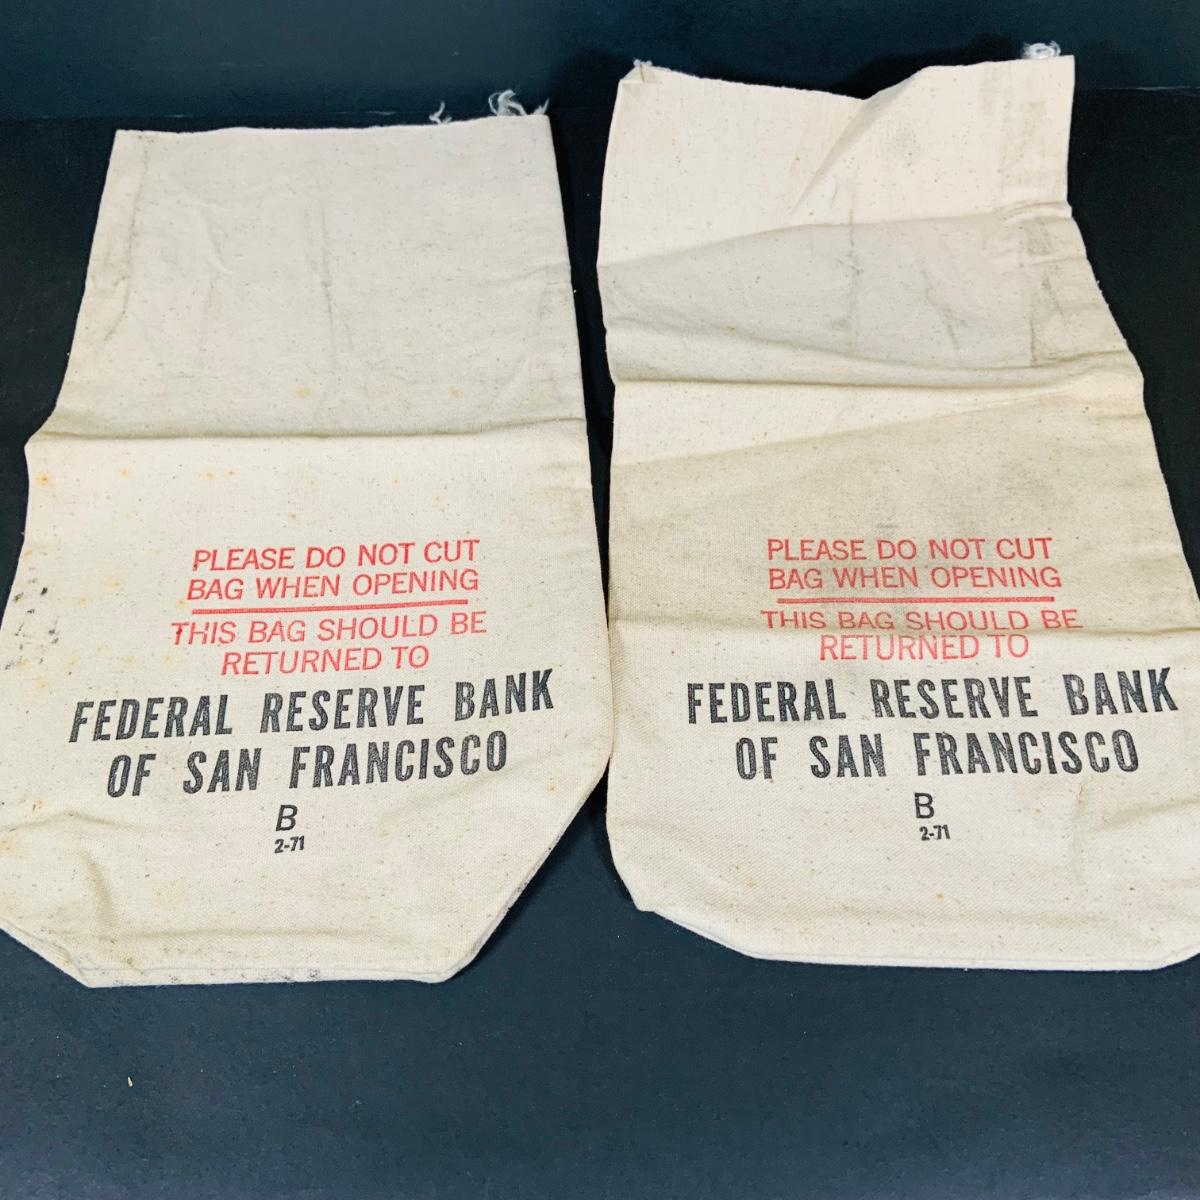 PLEASE DO NOT CUT
BAG WHEN OPENING
THIS BAG SHOULD BE
RETURNED TO
FEDERAL RESERVE BANK
OF SAN FRANCISCO
B
2-71
PLEASE DO NOT CUT
BAG WHEN OPENING
THIS BAG SHOULD BE
RETURNED TO
FEDERAL RESERVE BANK
OF SAN FRANCISCO
B
2-71